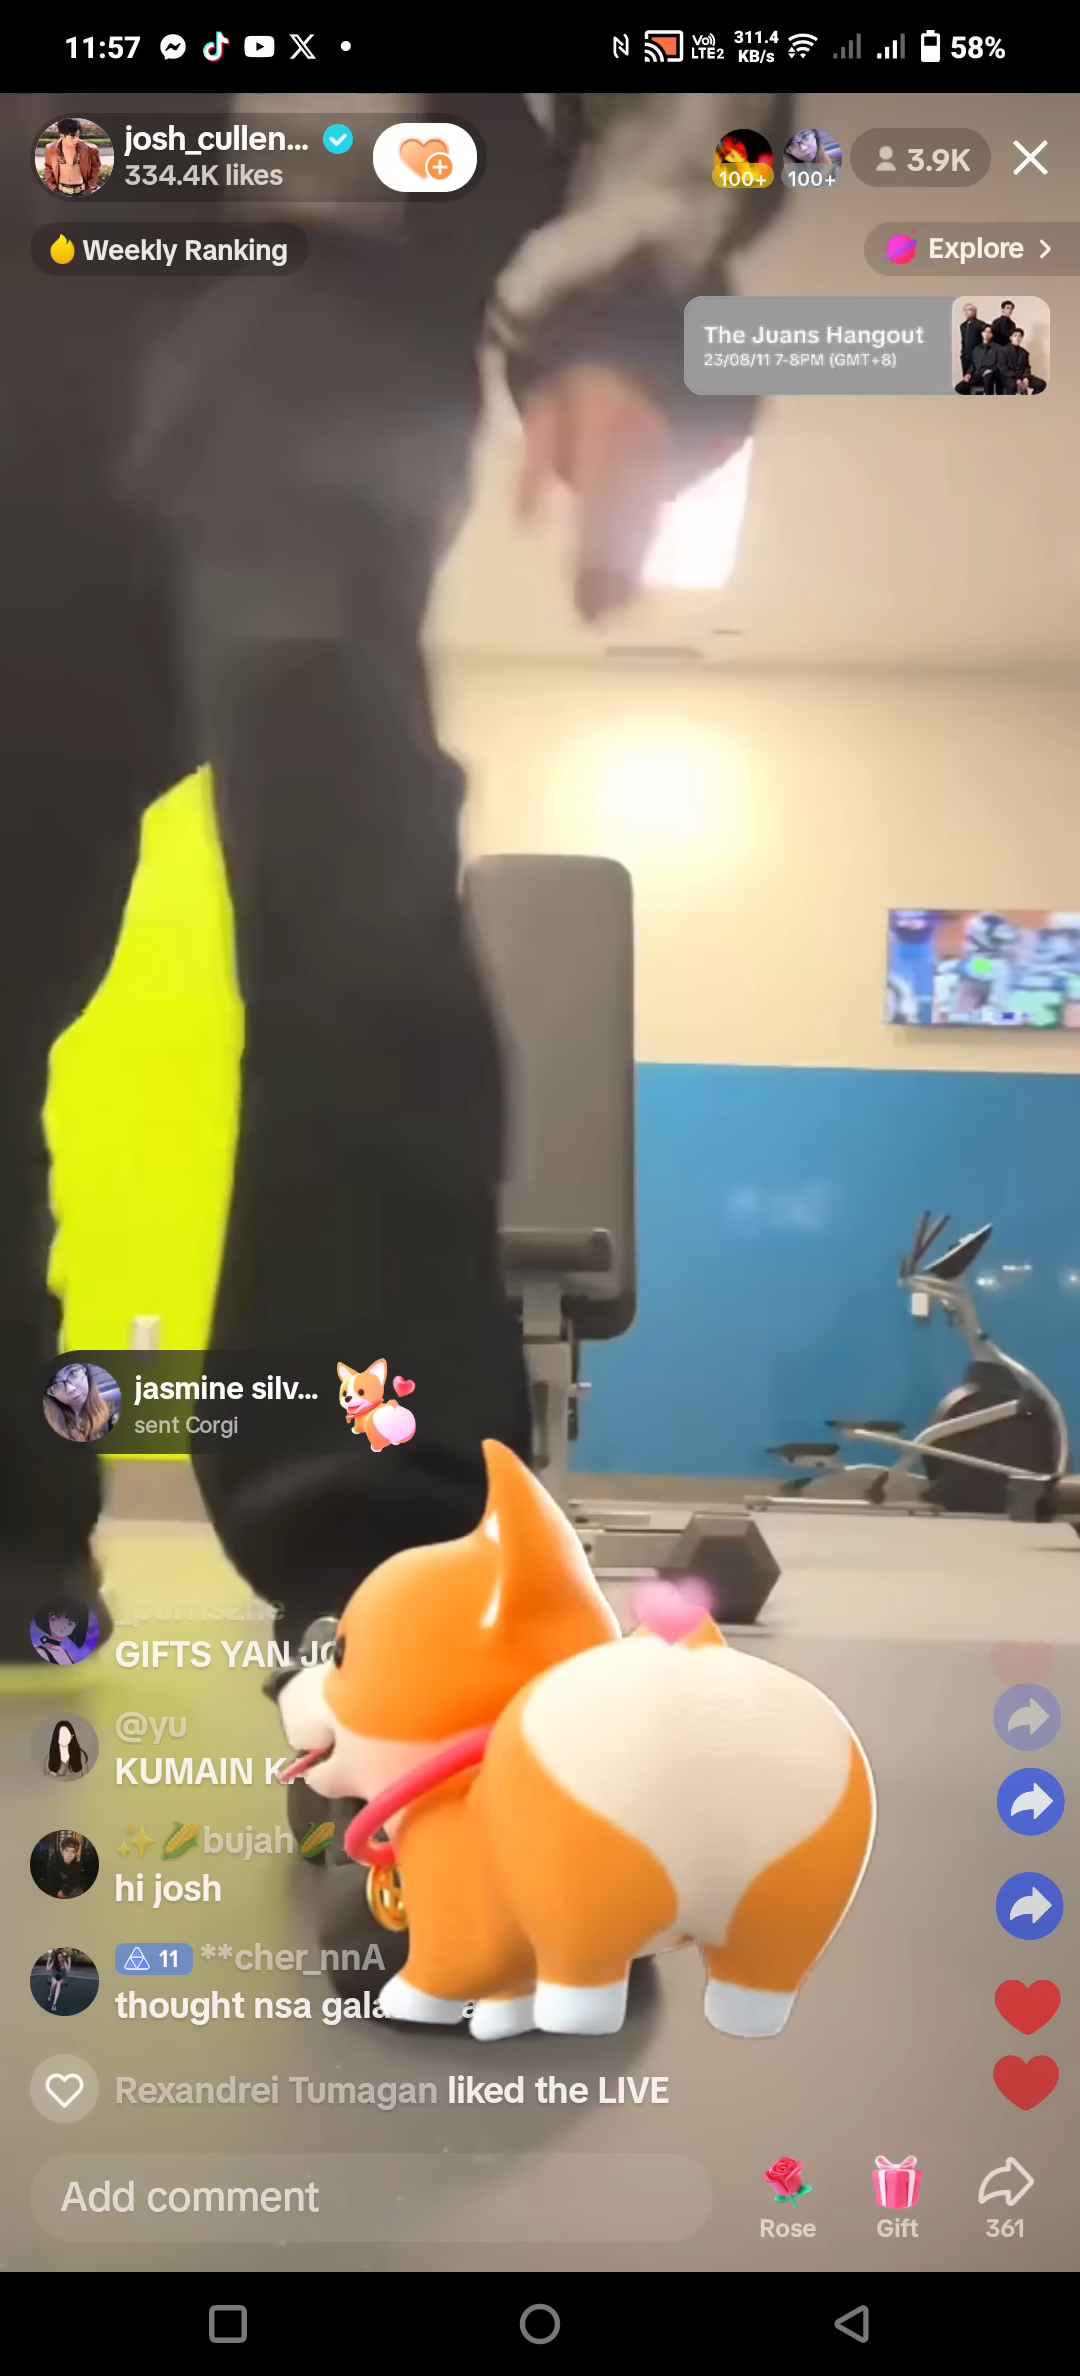 11:57
Vo)) LTE2
311.4 KB/s
58%
josh_cullen...
334.4K likes
100+
100+
3.9K
Weekly Ranking
Explore
The Juans Hangout
23/08/11 7-8PM (GMT+8)
jasmine silv...
sent Corgi
GIFTS YAN
@yu
KUMAIN
bujah
hi josh
11 **cher_nnA
thought nsa
Rexandrei Tumagan liked the LIVE
Add comment
Rose
Gift
361